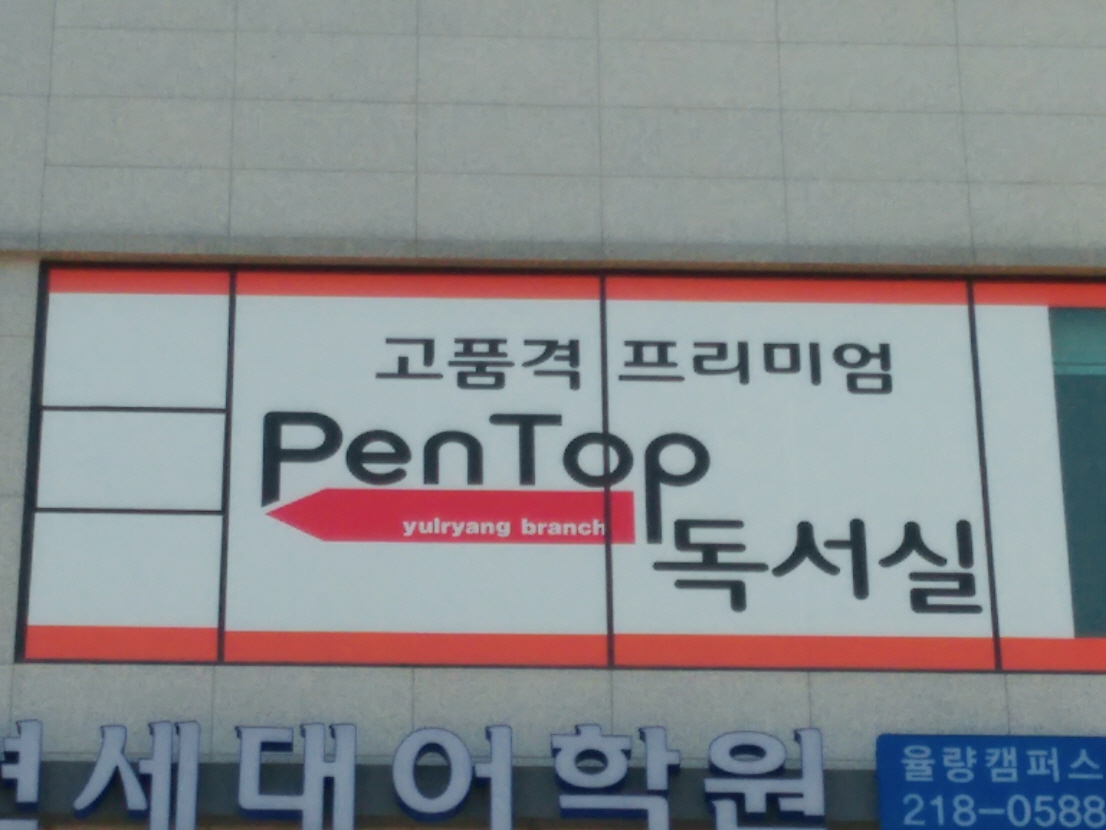 고품격 프리미엄
PenTop
yulryang branch
독서실
연세대어학원
율량캠퍼스
218-0588